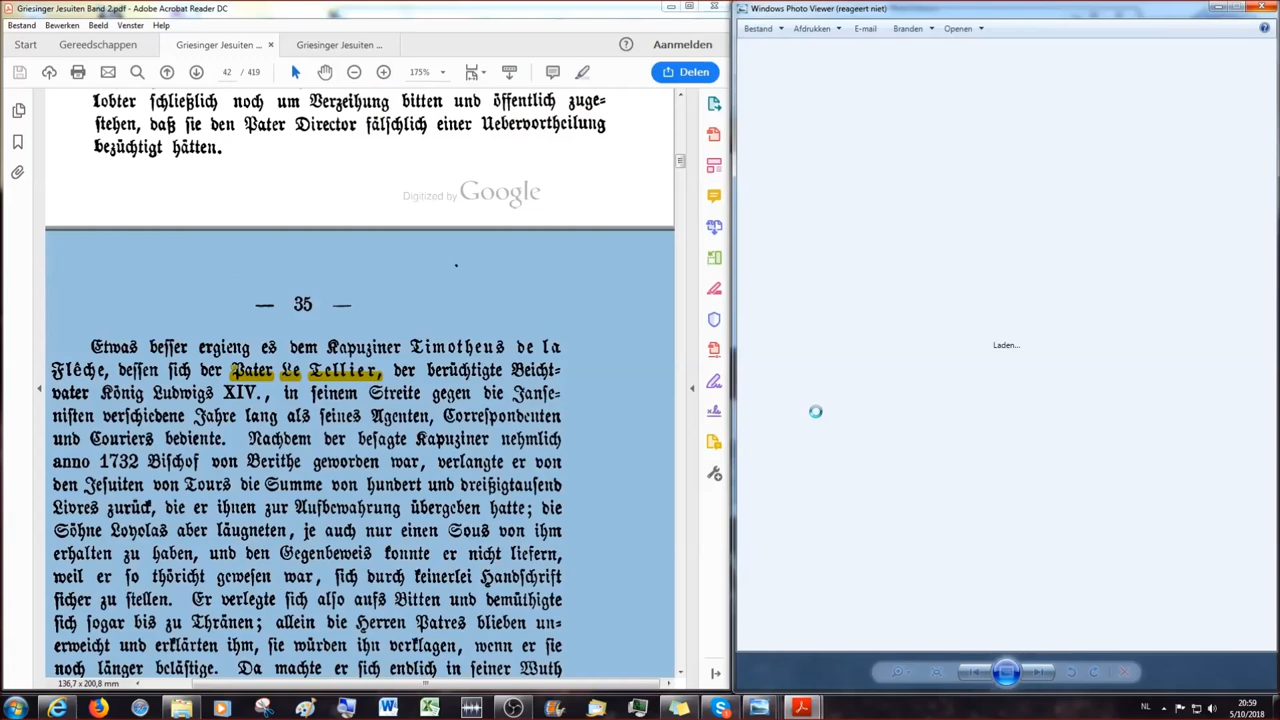 Griesinger Jesuiten Band 2.pdf - Adobe Acrobat Reader DC
Bestand Bewerken Beeld Venster Help
Start Gereedschappen Griesinger Jesuiten ... × Griesinger Jesuiten ... Aanmelden
42 / 419 175% Delen
lobter schließlich noch um Verzeihung bitten und öffentlich zuge-
stehen, daß sie den Pater Director fälschlich einer Uebervortheilung
bezüchtigt hätten.
Digitized by Google
— 35 —
Etwas besser ergieng es dem Kapuziner Timotheus de la
Flêche, dessen sich der Pater Le Tellier, der berüchtigte Beicht-
vater König Ludwigs XIV., in seinem Streite gegen die Janse-
nisten verschiedene Jahre lang als seines Agenten, Correspondenten
und Couriers bediente. Nachdem der besagte Kapuziner nehmlich
anno 1732 Bischof von Berithe geworden war, verlangte er von
den Jesuiten von Tours die Summe von hundert und dreißigtausend
Livres zurück, die er ihnen zur Aufbewahrung übergeben hatte; die
Söhne Loyolas aber läugneten, je auch nur einen Sous von ihm
erhalten zu haben, und den Gegenbeweis konnte er nicht liefern,
weil er so thöricht gewesen war, sich durch keinerlei Handschrift
sicher zu stellen. Er verlegte sich also aufs Bitten und demüthigte
sich sogar bis zu Thränen; allein die Herren Patres blieben un-
erweicht und erklärten ihm, sie würden ihn verklagen, wenn er sie
noch länger belästige. Da machte er sich endlich in seiner Wuth
136,7 x 200,8 mm
Windows Photo Viewer (reageert niet)
Bestand Afdrukken E-mail Branden Openen
Laden...
NL 20:59
5/10/2018